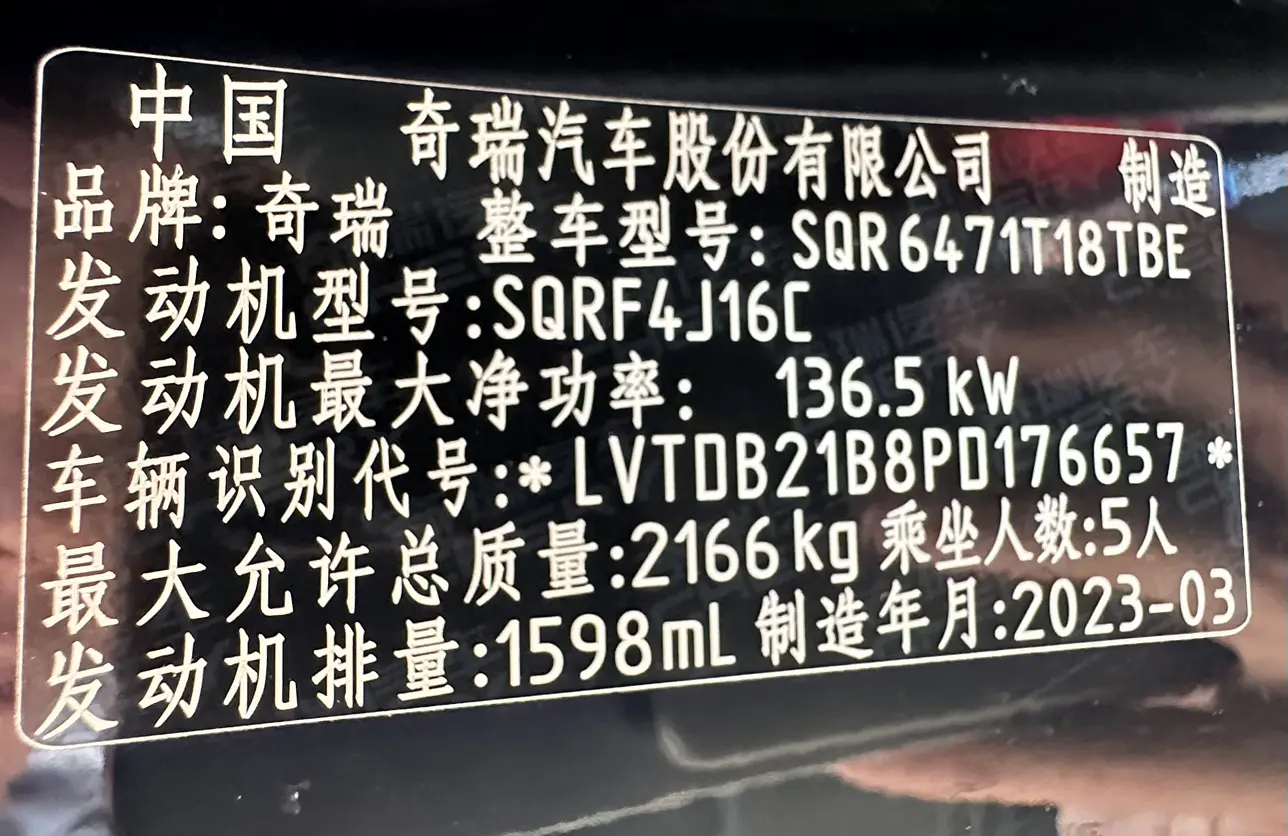 中国 奇瑞汽车股份有限公司 制造
品牌:奇瑞 整车型号:SQR6471T18TBE
发动机型号:SQRF4J16C
发动机最大净功率: 136.5 kW
车辆识别代号:*LVTDB21B8PD176657*
最大允许总质量:2166kg 乘坐人数:5人
发动机排量:1598mL 制造年月:2023-03